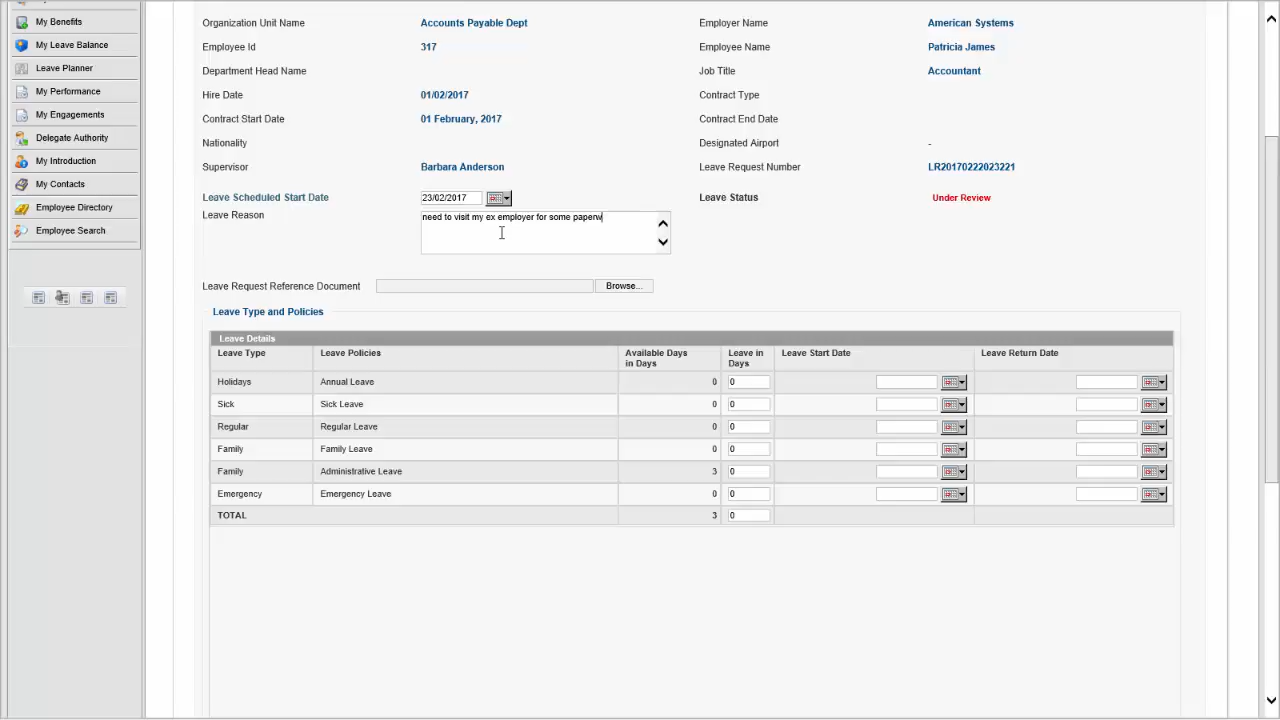 My Benefits
My Leave Balance
Leave Planner
My Performance
My Engagements
Delegate Authority
My Introduction
My Contacts
Employee Directory
Employee Search
Organization Unit Name Accounts Payable Dept Employer Name American Systems
Employee Id 317 Employee Name Patricia James
Department Head Name Job Title Accountant
Hire Date 01/02/2017 Contract Type
Contract Start Date 01 February, 2017 Contract End Date
Nationality Designated Airport -
Supervisor Barbara Anderson Leave Request Number LR20170222023221
Leave Scheduled Start Date 23/02/2017 Leave Status Under Review
Leave Reason need to visit my ex employer for some paperw
Leave Request Reference Document Browse...
Leave Type and Policies
Leave Details
Leave Type Leave Policies Available Days in Days Leave in Days Leave Start Date Leave Return Date
Holidays Annual Leave 0 0
Sick Sick Leave 0 0
Regular Regular Leave 0 0
Family Family Leave 0 0
Family Administrative Leave 3 0
Emergency Emergency Leave 0 0
TOTAL 3 0